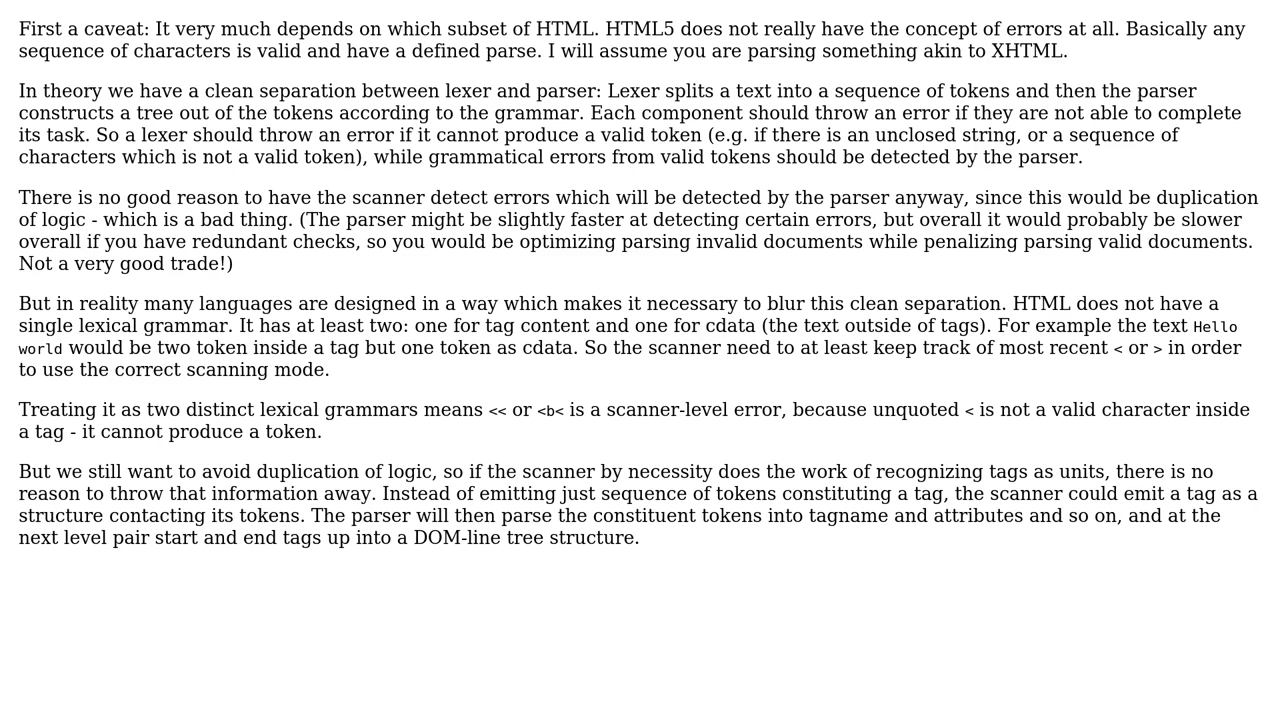 First a caveat: It very much depends on which subset of HTML. HTML5 does not really have the concept of errors at all. Basically any
sequence of characters is valid and have a defined parse. I will assume you are parsing something akin to XHTML.
In theory we have a clean separation between lexer and parser: Lexer splits a text into a sequence of tokens and then the parser
constructs a tree out of the tokens according to the grammar. Each component should throw an error if they are not able to complete
its task. So a lexer should throw an error if it cannot produce a valid token (e.g. if there is an unclosed string, or a sequence of
characters which is not a valid token), while grammatical errors from valid tokens should be detected by the parser.
There is no good reason to have the scanner detect errors which will be detected by the parser anyway, since this would be duplication
of logic - which is a bad thing. (The parser might be slightly faster at detecting certain errors, but overall it would probably be slower
overall if you have redundant checks, so you would be optimizing parsing invalid documents while penalizing parsing valid documents.
Not a very good trade!)
But in reality many languages are designed in a way which makes it necessary to blur this clean separation. HTML does not have a
single lexical grammar. It has at least two: one for tag content and one for cdata (the text outside of tags). For example the text Hello
world would be two token inside a tag but one token as cdata. So the scanner need to at least keep track of most recent < or > in order
to use the correct scanning mode.
Treating it as two distinct lexical grammars means << or <b< is a scanner-level error, because unquoted < is not a valid character inside
a tag - it cannot produce a token.
But we still want to avoid duplication of logic, so if the scanner by necessity does the work of recognizing tags as units, there is no
reason to throw that information away. Instead of emitting just sequence of tokens constituting a tag, the scanner could emit a tag as a
structure contacting its tokens. The parser will then parse the constituent tokens into tagname and attributes and so on, and at the
next level pair start and end tags up into a DOM-line tree structure.